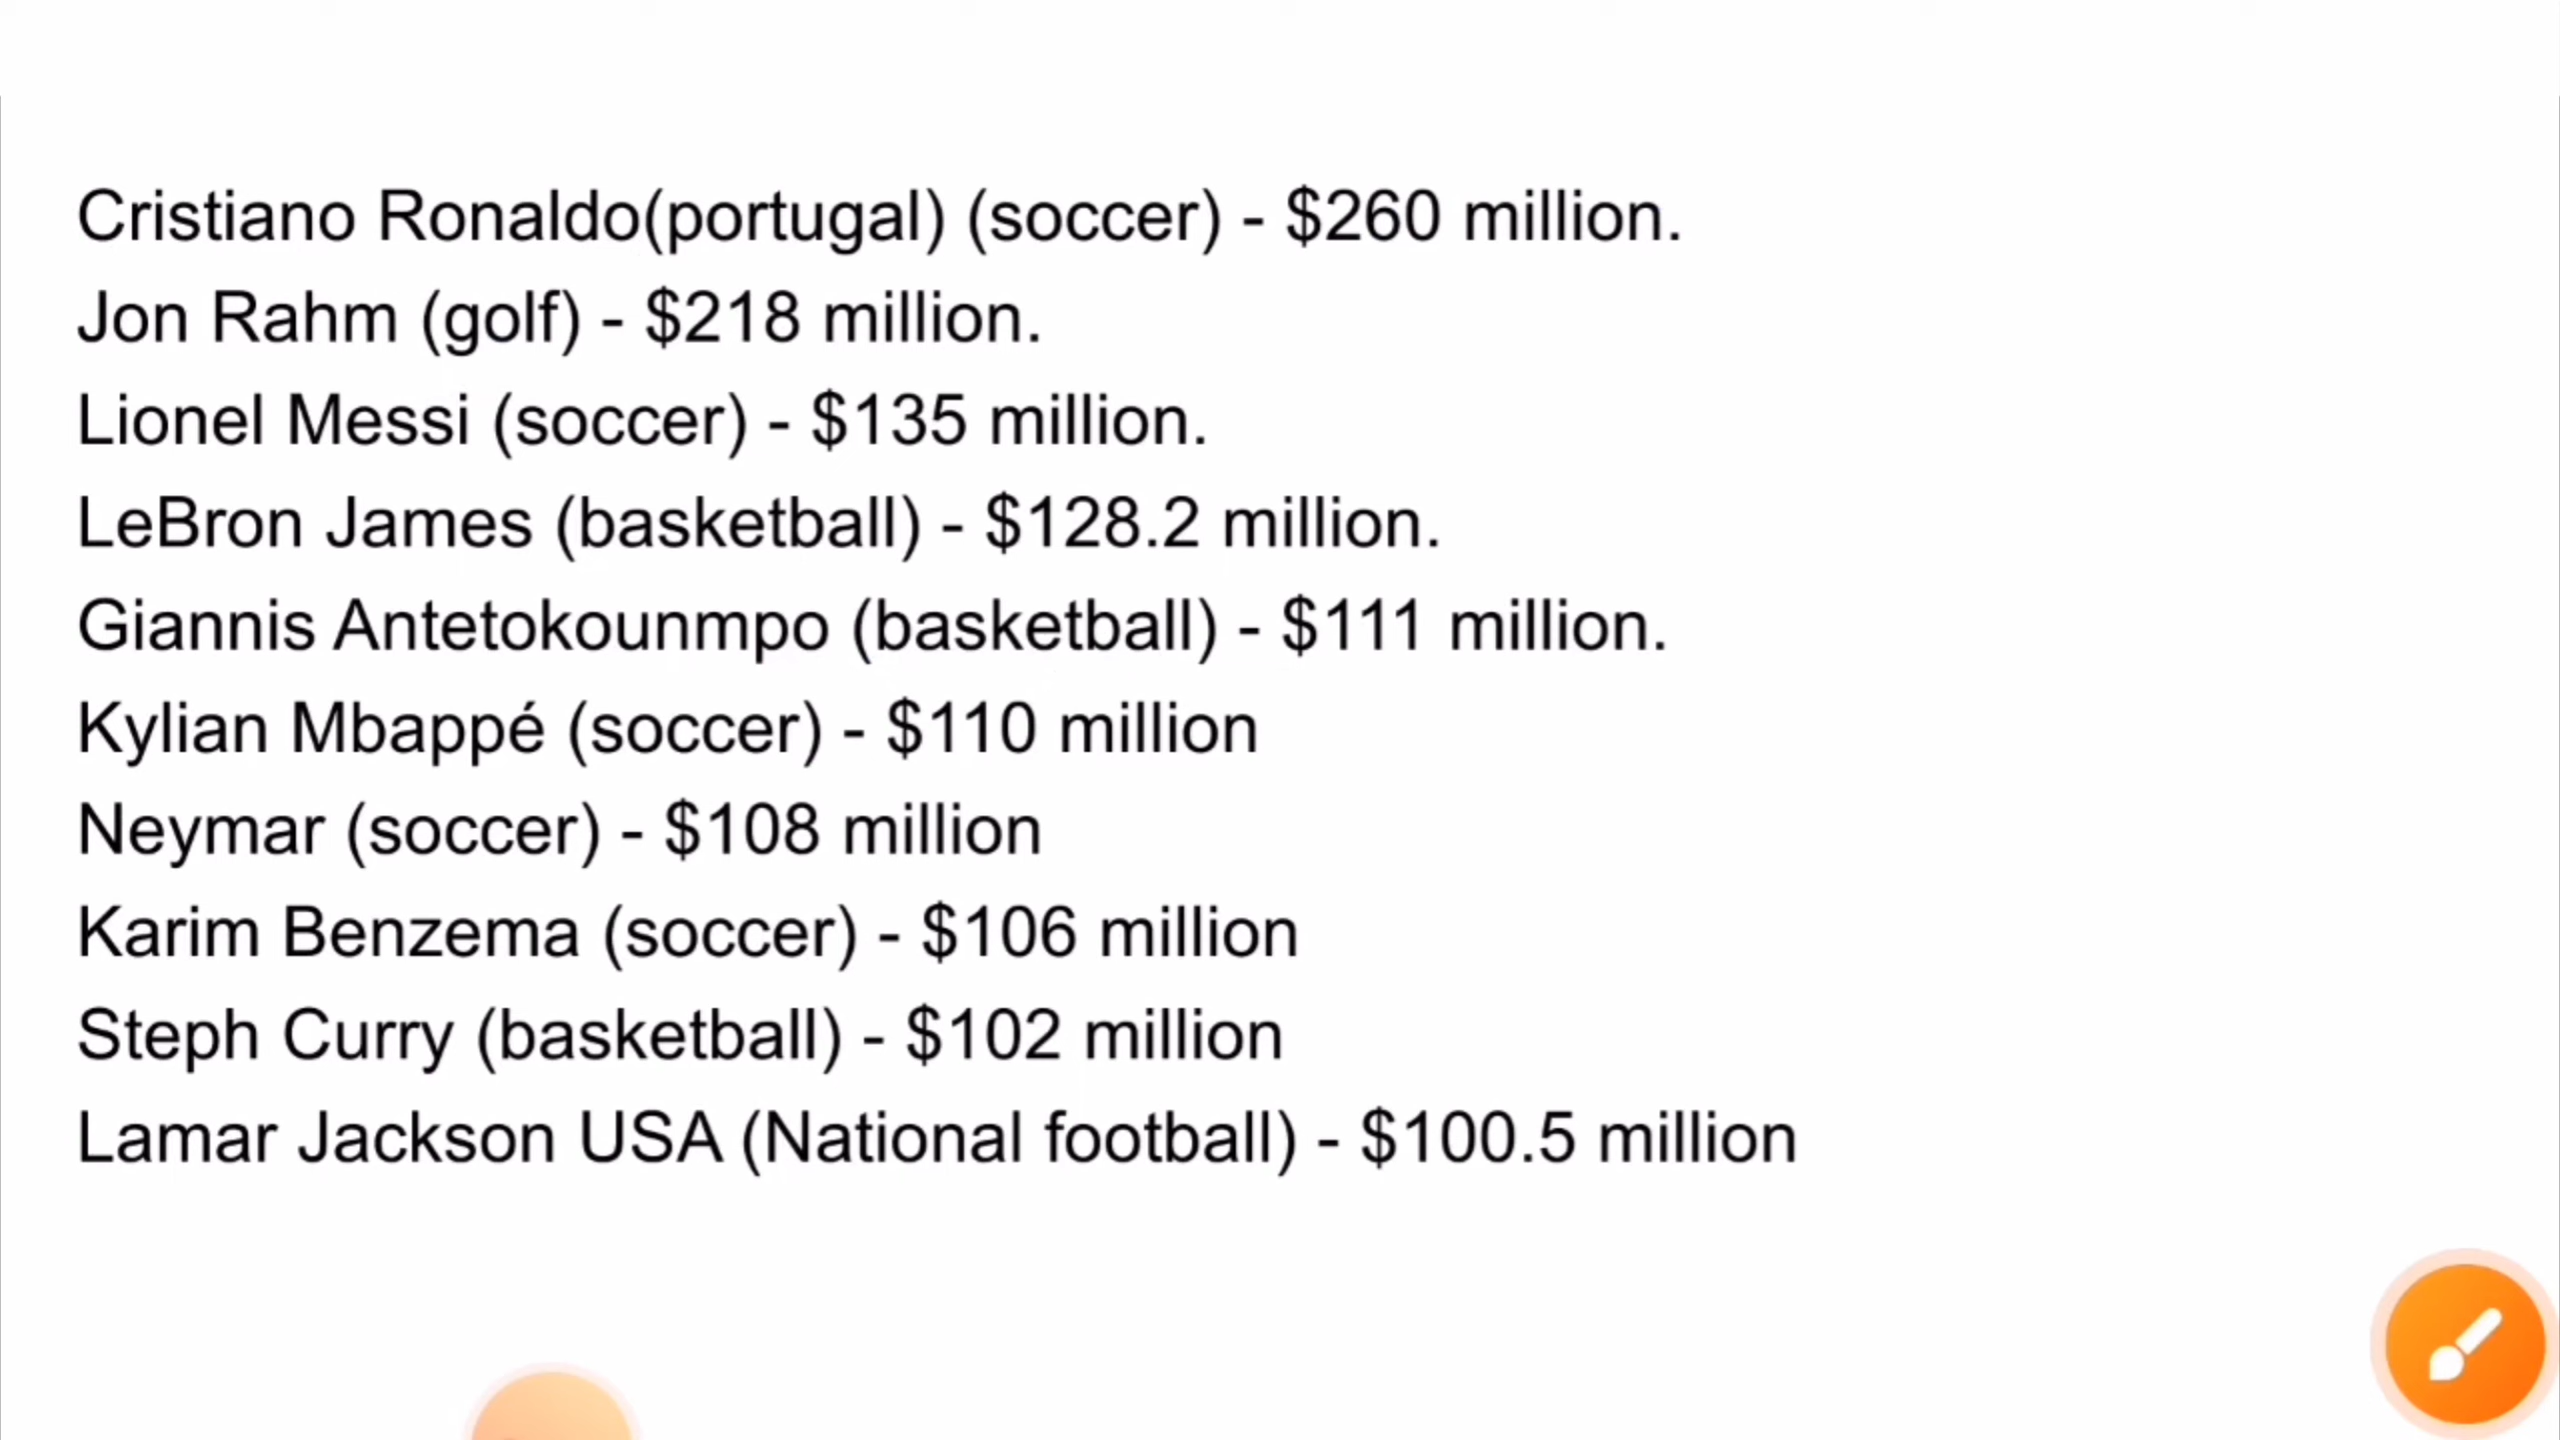 Cristiano Ronaldo(portugal) (soccer) - $260 million.
Jon Rahm (golf) - $218 million.
Lionel Messi (soccer) - $135 million.
LeBron James (basketball) - $128.2 million.
Giannis Antetokounmpo (basketball) - $111 million.
Kylian Mbappé (soccer) - $110 million
Neymar (soccer) - $108 million
Karim Benzema (soccer) - $106 million
Steph Curry (basketball) - $102 million
Lamar Jackson USA (National football) - $100.5 million